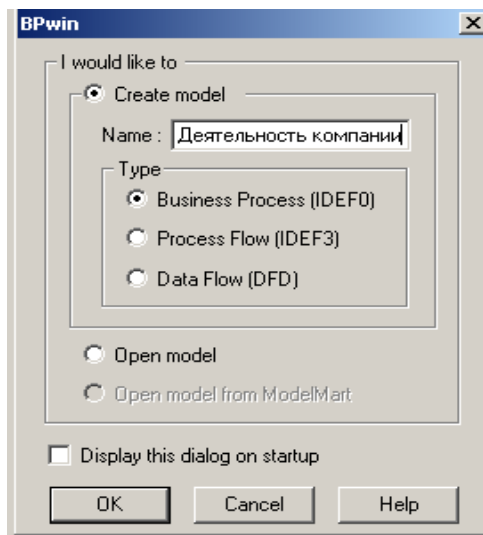 BPwin
I would like to
Create model
Name : Деятельность компании
Type
Business Process (IDEF0)
Process Flow (IDEF3)
Data Flow (DFD)
Open model
Open model from ModelMart
Display this dialog on startup
OK Cancel Help